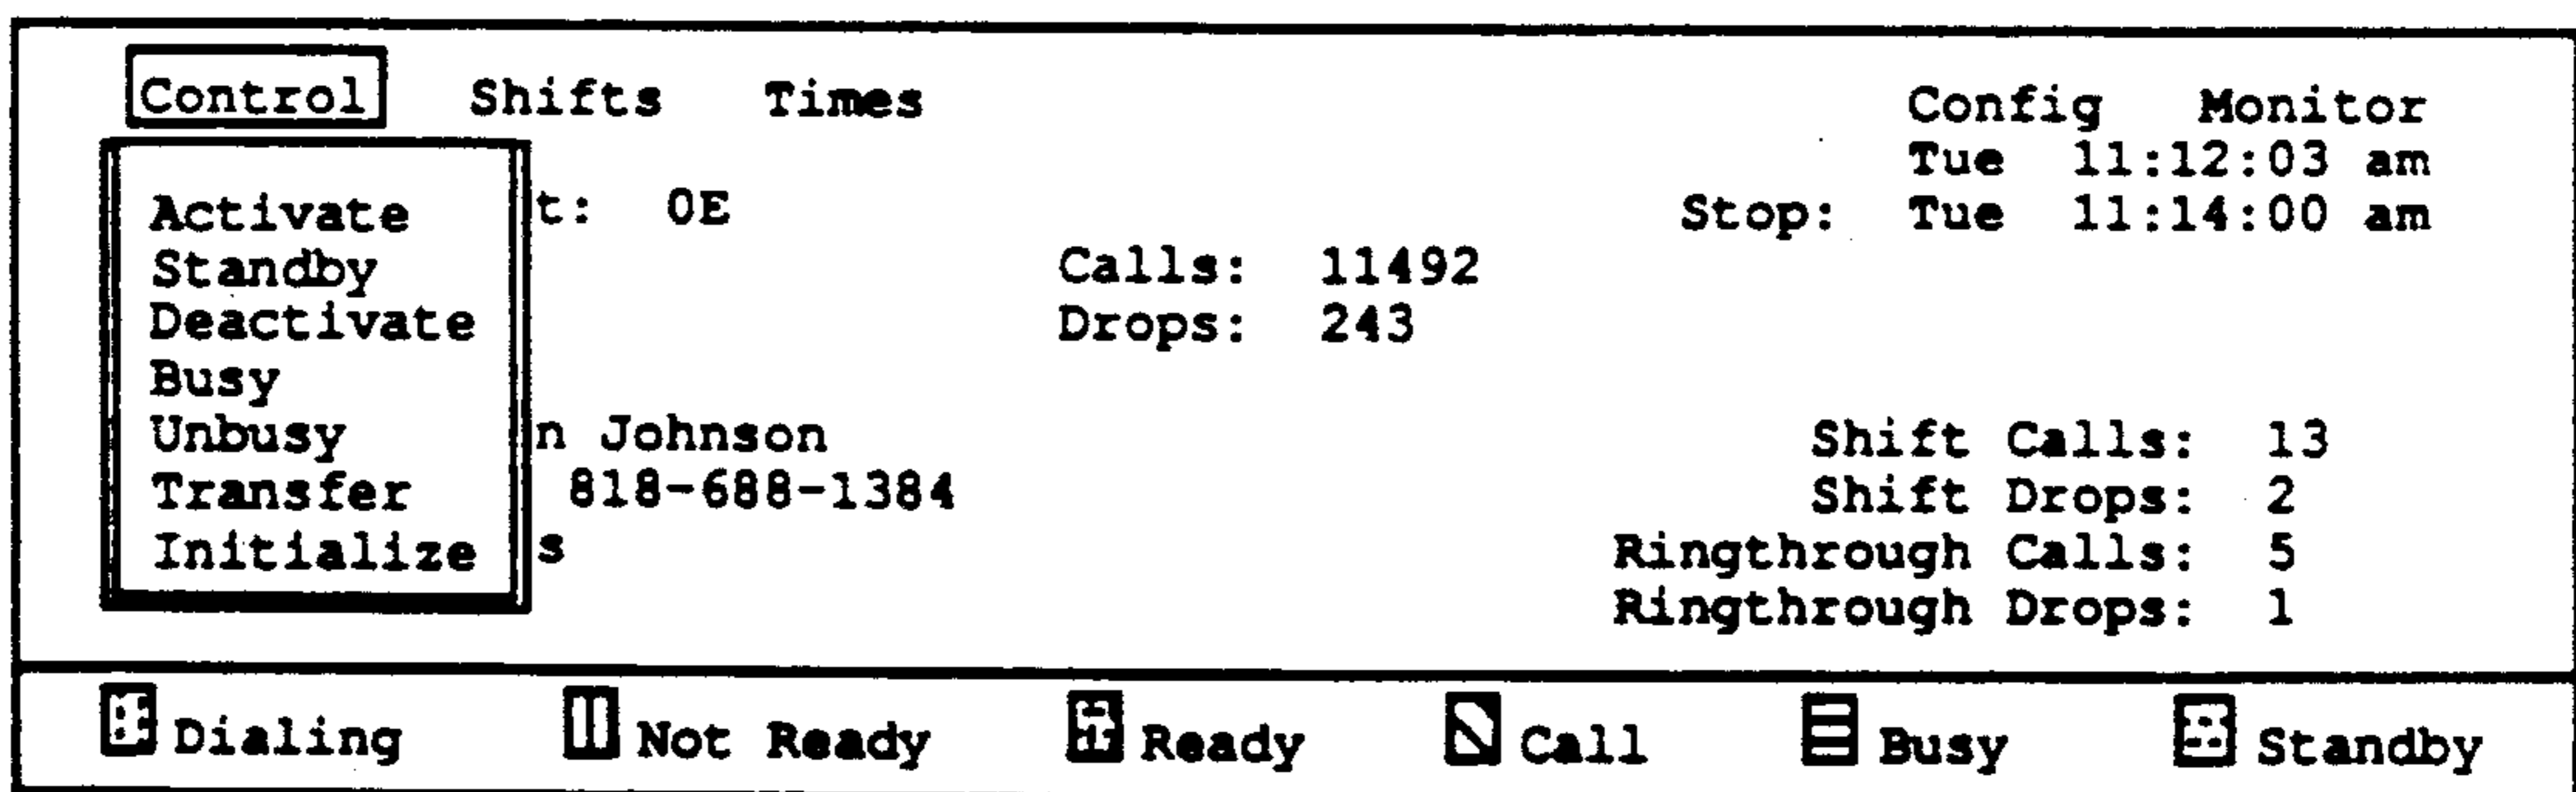 Control Shifts Times Config Monitor
Tue 11:12:03 am
Activate t: 0E Stop: Tue 11:14:00 am
Standby Calls: 11492
Deactivate Drops: 243
Busy
Unbusy n Johnson Shift Calls: 13
Transfer 818-688-1384 Shift Drops: 2
Initialize s Ringthrough Calls: 5
Ringthrough Drops: 1
Dialing Not Ready Ready Call Busy Standby